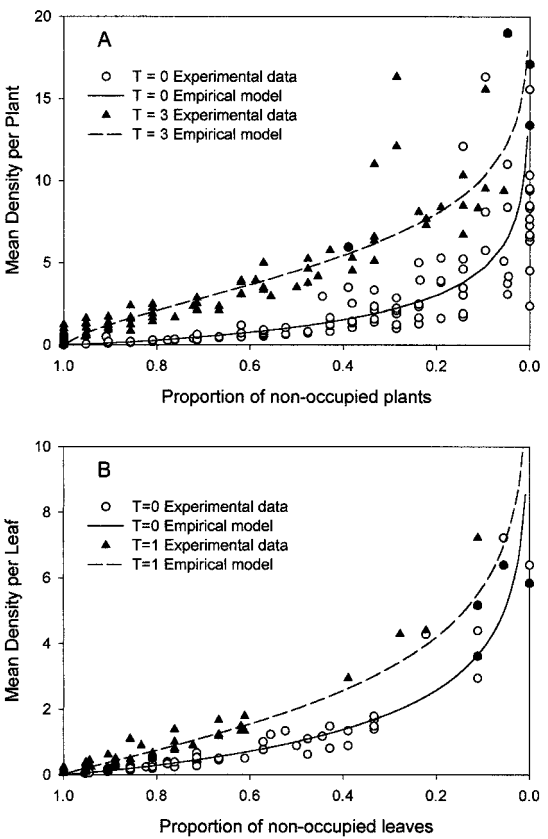 A
T = 0 Experimental data
T = 0 Empirical model
T = 3 Experimental data
T = 3 Empirical model
20
15
10
5
0
Mean Density per Plant
1.0 0.8 0.6 0.4 0.2 0.0
Proportion of non-occupied plants
B
T=0 Experimental data
T=0 Empirical model
T=1 Experimental data
T=1 Empirical model
10
8
6
4
2
0
Mean Density per Leaf
1.0 0.8 0.6 0.4 0.2 0.0
Proportion of non-occupied leaves